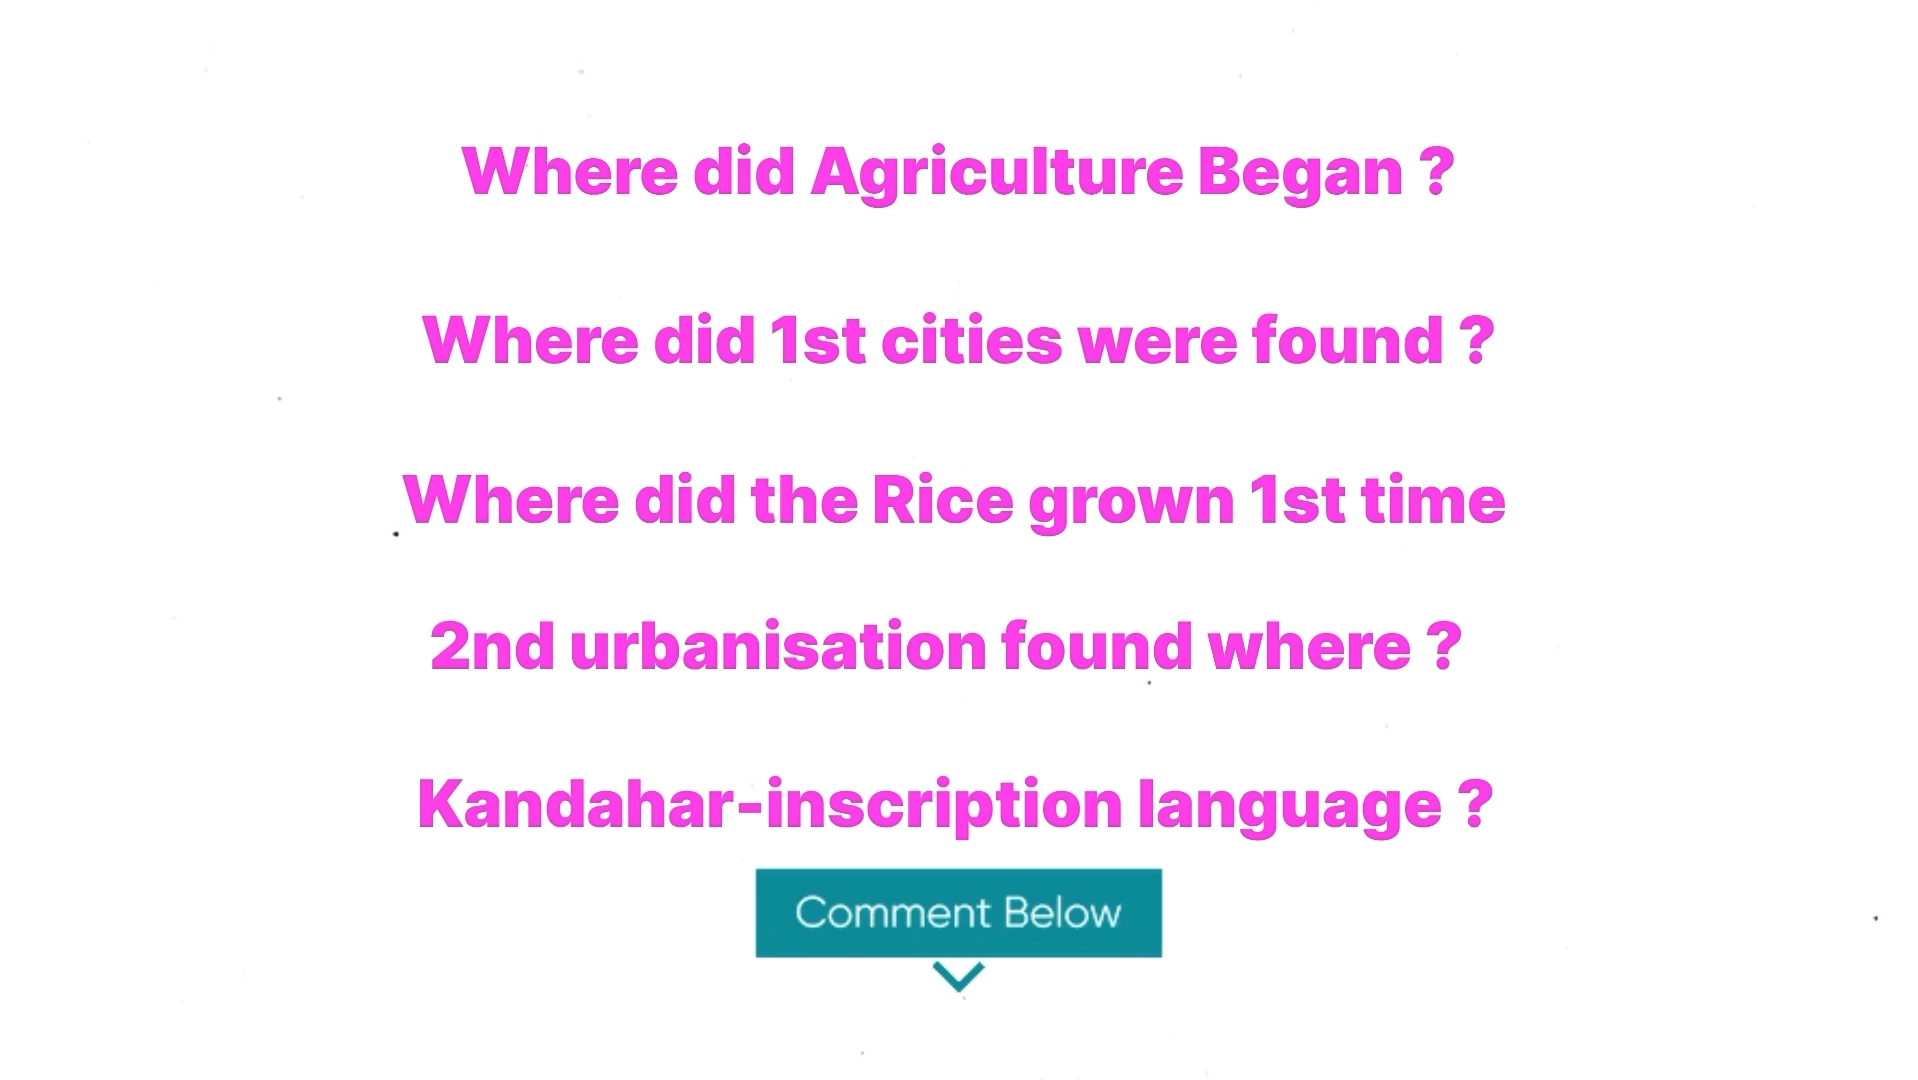 Where did Agriculture Began ?
Where did 1st cities were found ?
Where did the Rice grown 1st time
2nd urbanisation found where ?
Kandahar-inscription language ?
Comment Below